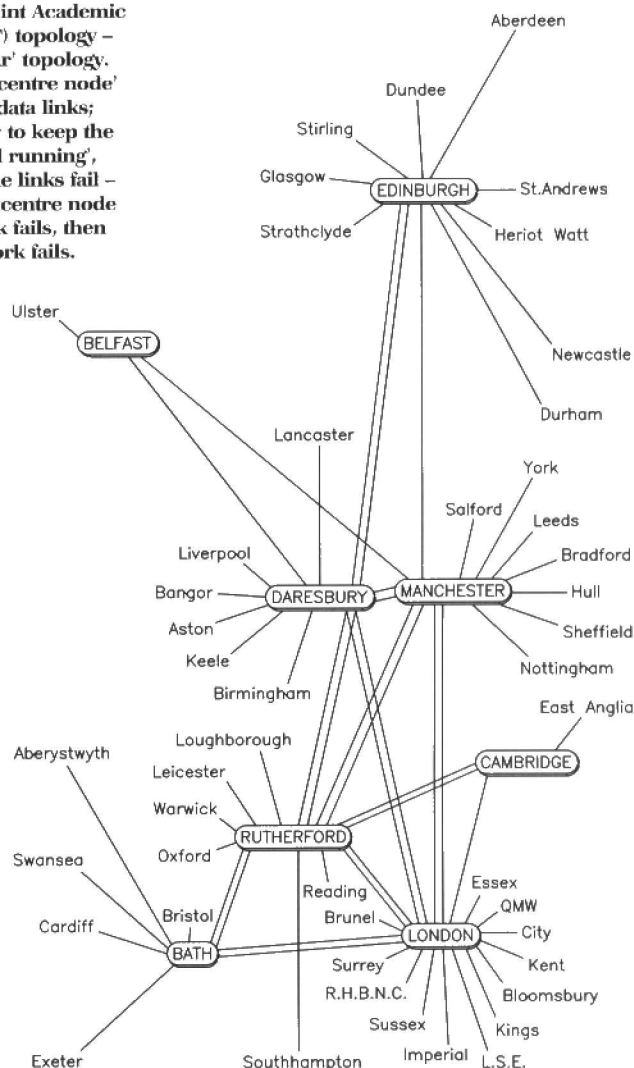 int Academic
') topology –
ar' topology.
centre node'
data links;
to keep the
l running',
e links fail –
centre node
k fails, then
ork fails.
Aberdeen
Dundee
Stirling
Glasgow
EDINBURGH
St.Andrews
Strathclyde
Heriot Watt
Ulster
BELFAST
Newcastle
Durham
Lancaster
York
Salford
Leeds
Liverpool
Bradford
Bangor
DARESBURY
MANCHESTER
Hull
Aston
Sheffield
Keele
Nottingham
Birmingham
East Anglia
Loughborough
Aberystwyth
CAMBRIDGE
Leicester
Warwick
RUTHERFORD
Oxford
Swansea
Reading
Essex
Bristol
Brunel
QMW
Cardiff
LONDON
City
BATH
Surrey
Kent
R.H.B.N.C.
Bloomsbury
Sussex
Kings
Exeter
Southhampton
Imperial
L.S.E.